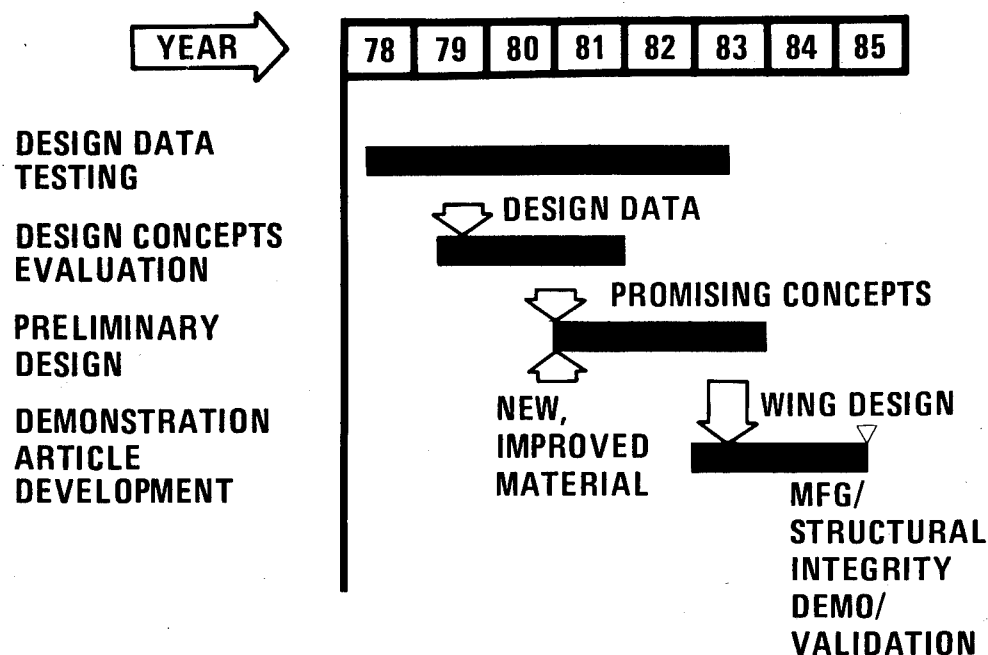 YEAR
78 79 80 81 82 83 84 85
DESIGN DATA
TESTING
DESIGN DATA
DESIGN CONCEPTS
EVALUATION
PROMISING CONCEPTS
PRELIMINARY
DESIGN
NEW,
IMPROVED
MATERIAL
WING DESIGN
DEMONSTRATION
ARTICLE
DEVELOPMENT
MFG/
STRUCTURAL
INTEGRITY
DEMO/
VALIDATION